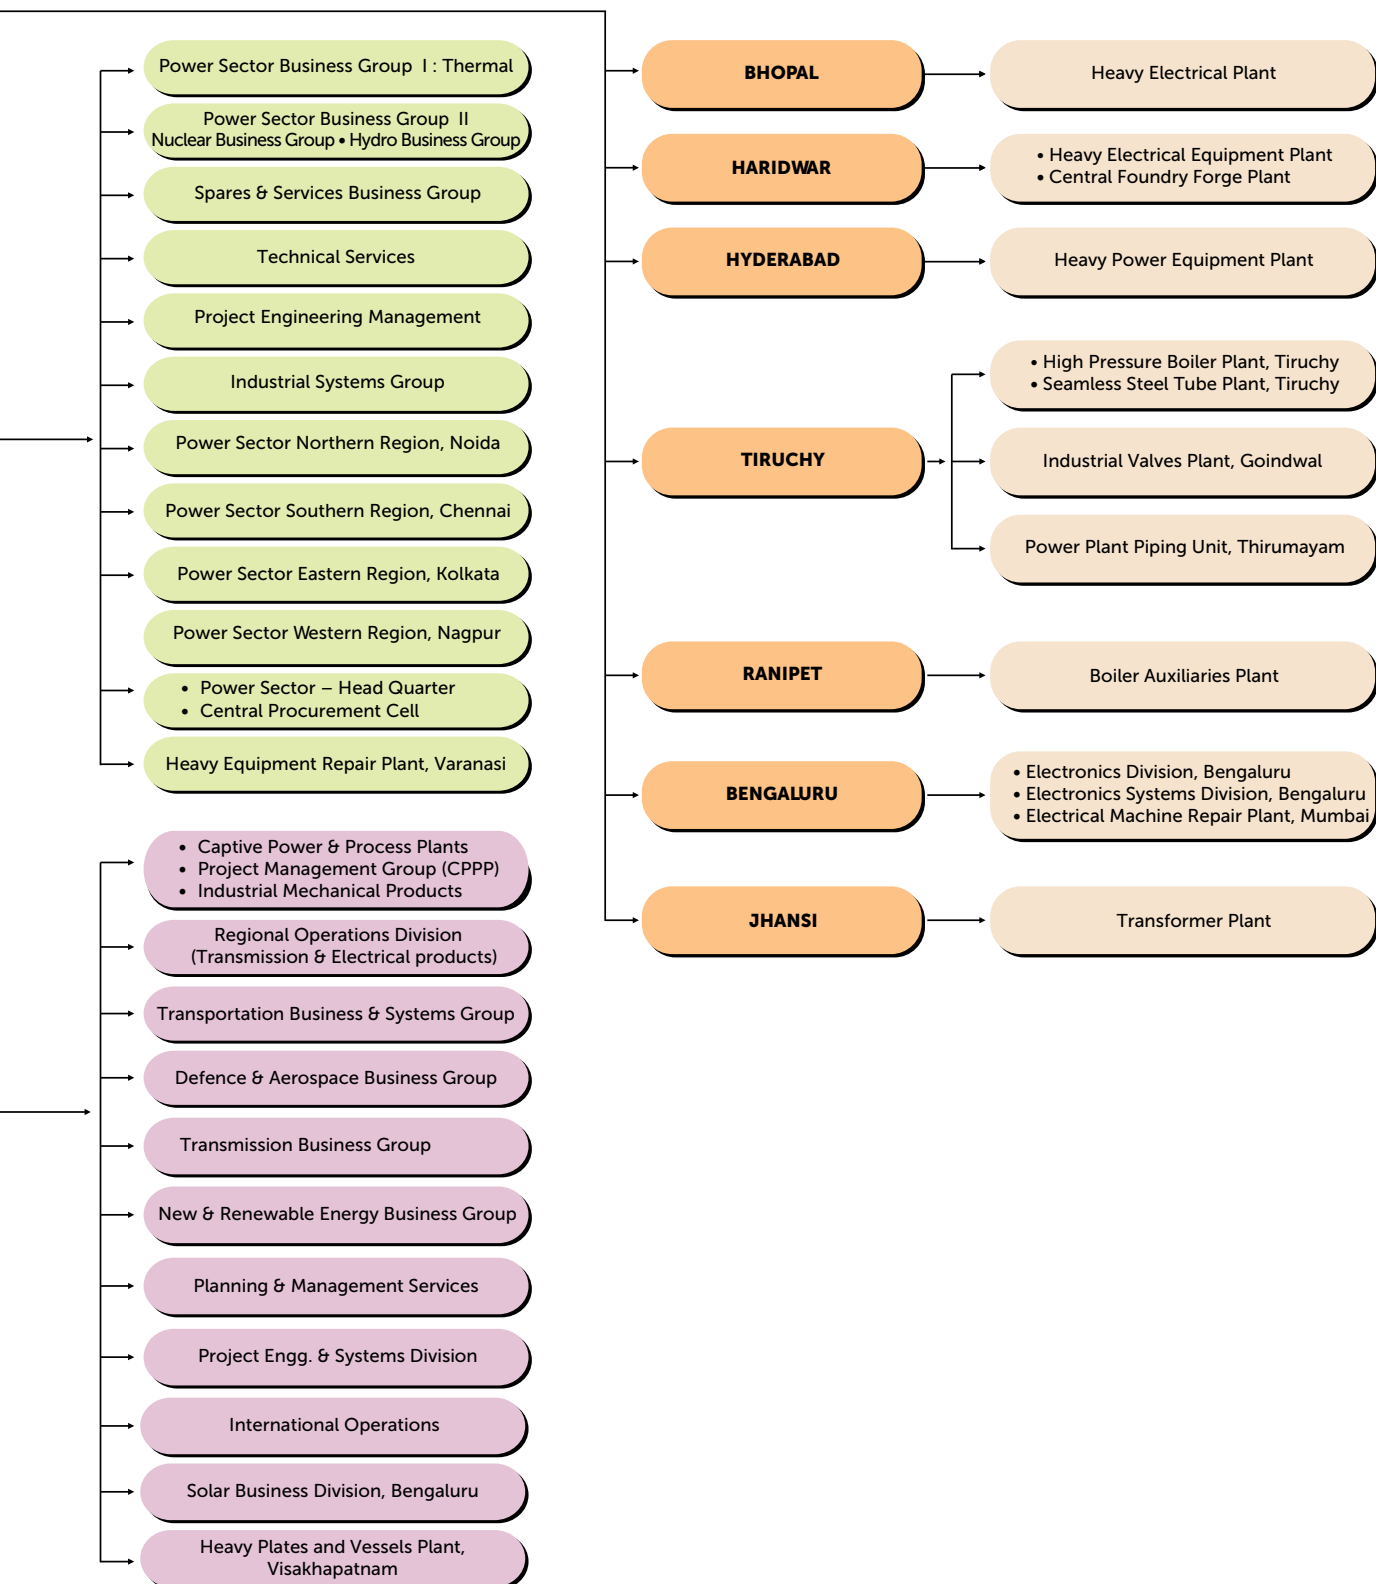 Power Sector Business Group I : Thermal
Power Sector Business Group II
Nuclear Business Group • Hydro Business Group
Spares & Services Business Group
Technical Services
Project Engineering Management
Industrial Systems Group
Power Sector Northern Region, Noida
Power Sector Southern Region, Chennai
Power Sector Eastern Region, Kolkata
Power Sector Western Region, Nagpur
• Power Sector – Head Quarter
• Central Procurement Cell
Heavy Equipment Repair Plant, Varanasi
• Captive Power & Process Plants
• Project Management Group (CPPP)
• Industrial Mechanical Products
Regional Operations Division
(Transmission & Electrical products)
Transportation Business & Systems Group
Defence & Aerospace Business Group
Transmission Business Group
New & Renewable Energy Business Group
Planning & Management Services
Project Engg. & Systems Division
International Operations
Solar Business Division, Bengaluru
Heavy Plates and Vessels Plant,
Visakhapatnam
BHOPAL
Heavy Electrical Plant
HARIDWAR
• Heavy Electrical Equipment Plant
• Central Foundry Forge Plant
HYDERABAD
Heavy Power Equipment Plant
TIRUCHY
• High Pressure Boiler Plant, Tiruchy
• Seamless Steel Tube Plant, Tiruchy
Industrial Valves Plant, Goindwal
Power Plant Piping Unit, Thirumayam
RANIPET
Boiler Auxiliaries Plant
BENGALURU
• Electronics Division, Bengaluru
• Electronics Systems Division, Bengaluru
• Electrical Machine Repair Plant, Mumbai
JHANSI
Transformer Plant